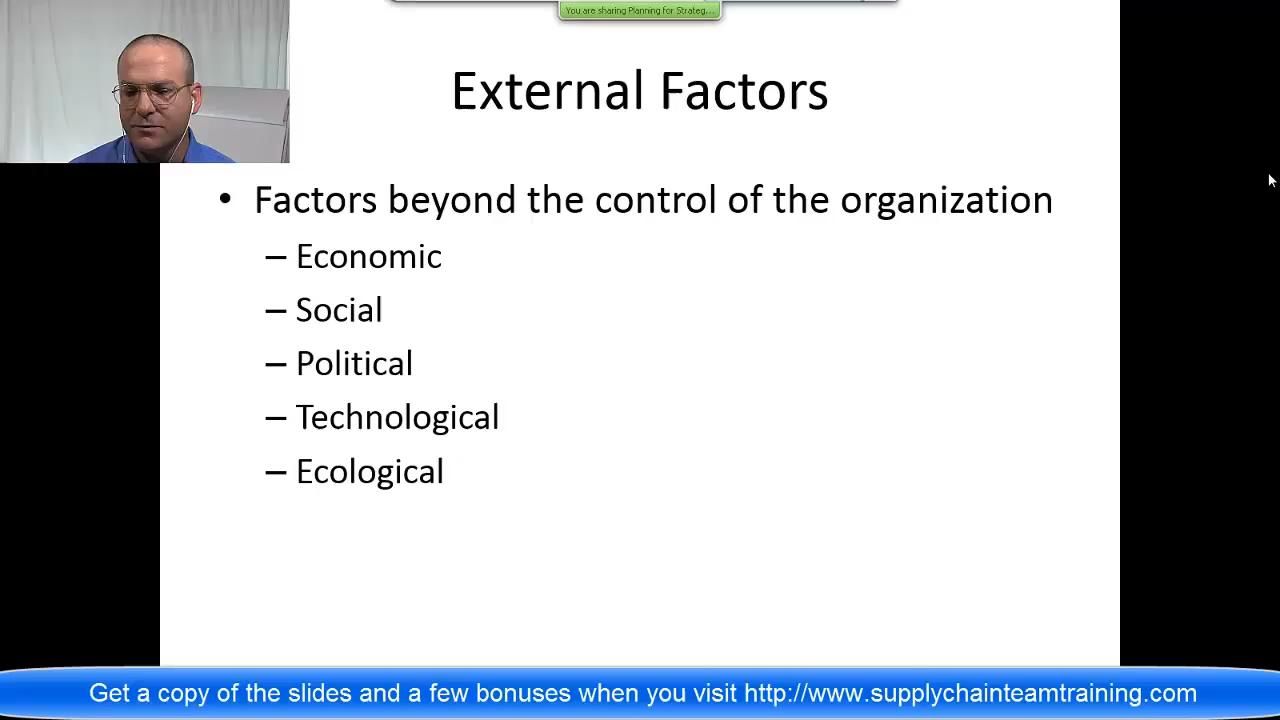 You are sharing Planning for Strateg...
External Factors
• Factors beyond the control of the organization
– Economic
– Social
– Political
– Technological
– Ecological
Get a copy of the slides and a few bonuses when you visit http://www.supplychainteamtraining.com